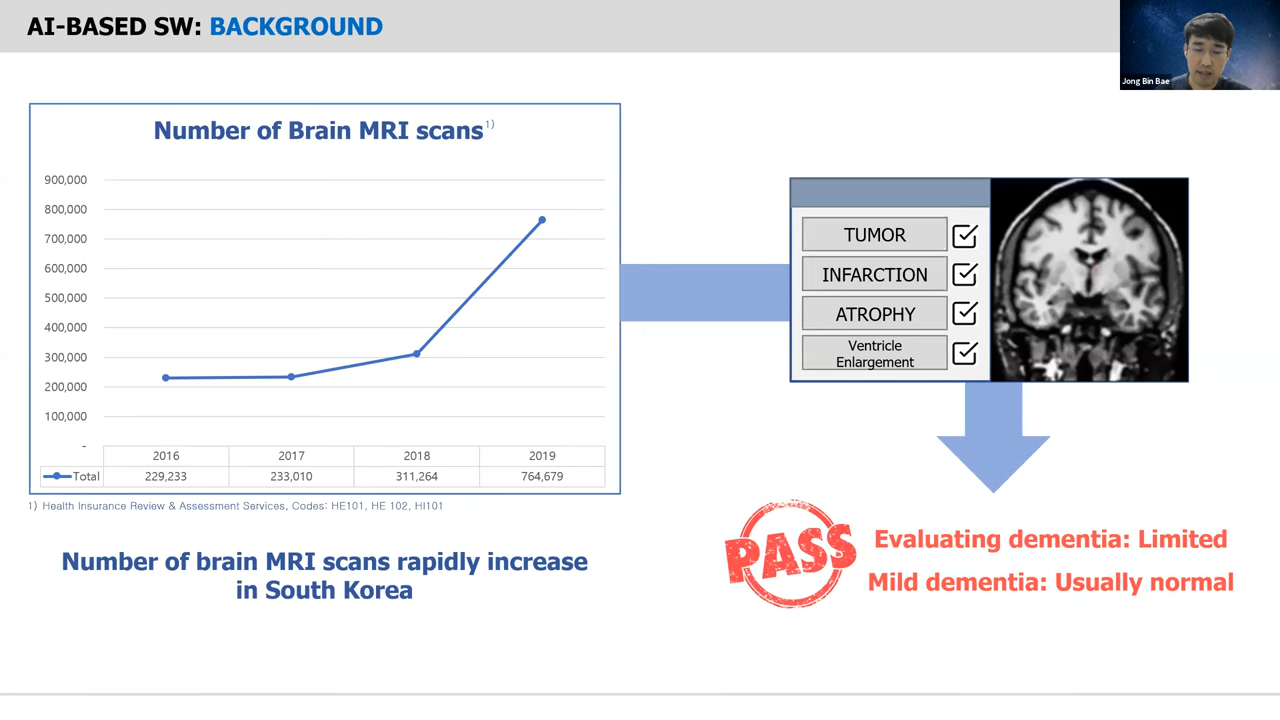 AI-BASED SW: BACKGROUND
Jong Bin Bae
Number of Brain MRI scans1)
900,000
800,000
700,000
600,000
500,000
400,000
300,000
200,000
100,000
-
2016 2017 2018 2019
Total 229,233 233,010 311,264 764,679
1) Health Insurance Review & Assessment Services, Codes: HE101, HE 102, HI101
Number of brain MRI scans rapidly increase
in South Korea
TUMOR
INFARCTION
ATROPHY
Ventricle
Enlargement
PASS
Evaluating dementia: Limited
Mild dementia: Usually normal